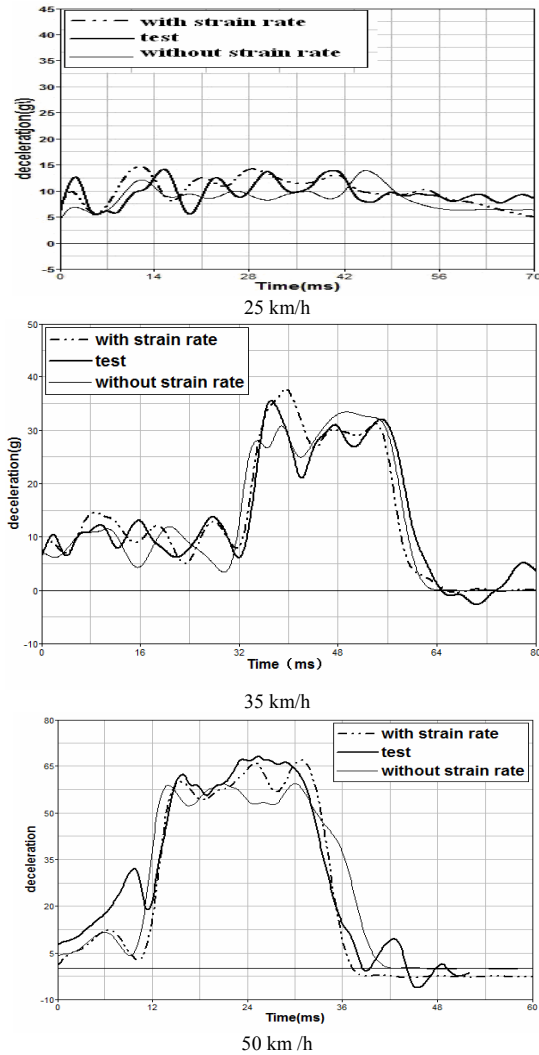 45
40
35
30
25
20
15
10
5
0
-5
with strain rate
test
without strain rate
deceleration(g)
0 14 28 42 56 70
Time(ms)
25 km/h
50
40
30
20
10
0
-10
with strain rate
test
without strain rate
deceleration(g)
0 16 32 48 64 80
Time（ms）
35 km/h
80
65
50
35
20
5
-10
with strain rate
test
without strain rate
deceleration
0 12 24 36 48 60
Time(ms)
50 km /h